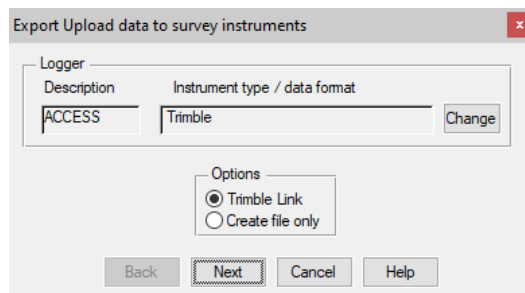 Export Upload data to survey instruments
x
Logger
Description Instrument type / data format
ACCESS Trimble Change
Options
Trimble Link
Create file only
Back Next Cancel Help